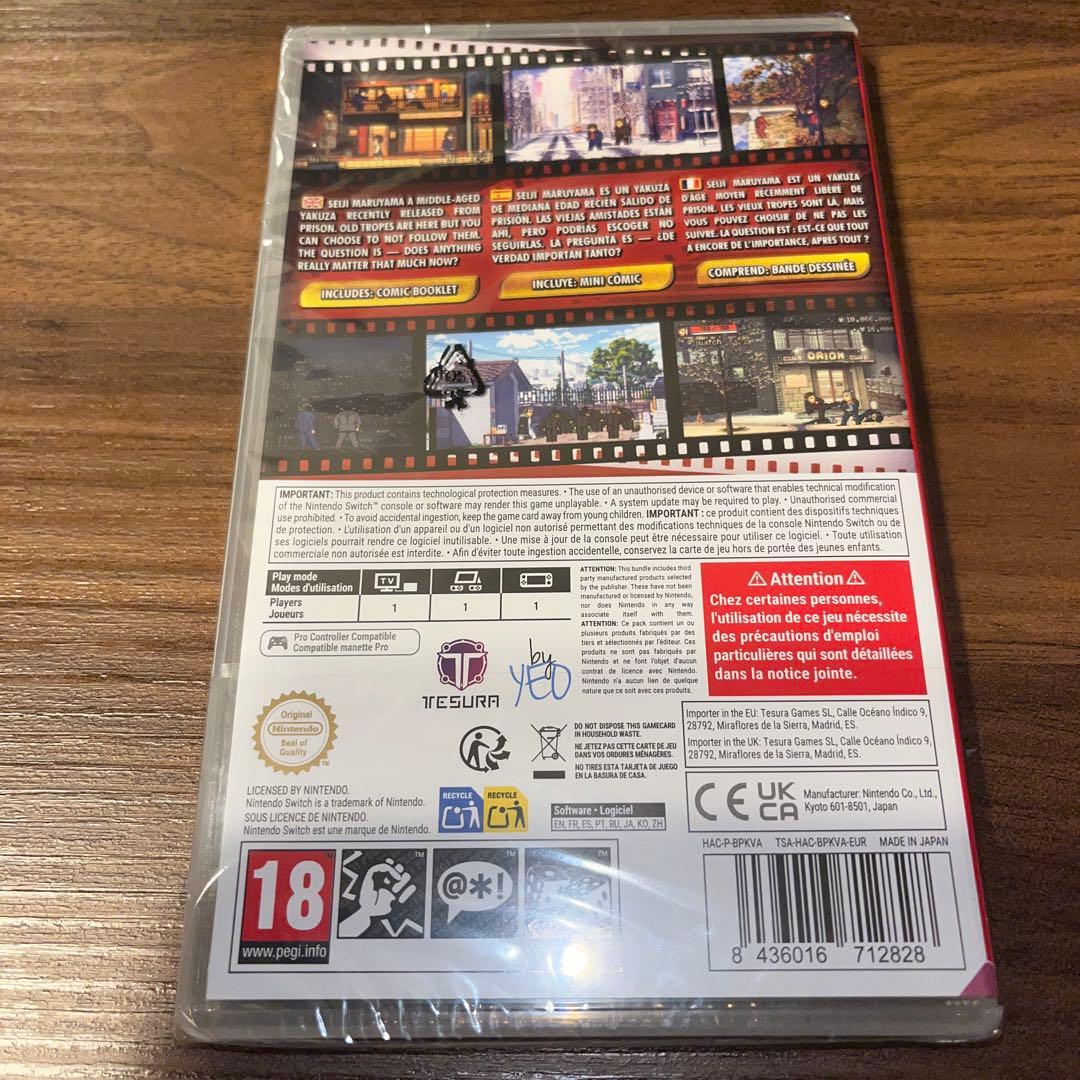 SEIJI MARUYAMA A MIDDLE-AGED
YAKUZA RECENTLY RELEASED FROM
PRISON. OLD TROPES ARE HERE BUT YOU
CAN CHOOSE TO NOT FOLLOW THEM.
THE QUESTION IS — DOES ANYTHING
REALLY MATTER THAT MUCH NOW?
INCLUDES: COMIC BOOKLET
SEIJI MARUYAMA ES UN YAKUZA
DE MEDIANA EDAD RECIÉN SALIDO DE
PRISIÓN. LAS VIEJAS AMISTADES ESTÁN
AHÍ, PERO PODRÍAS ESCOGER NO
SEGUIRLAS. LA PREGUNTA ES — ¿DE
VERDAD IMPORTAN TANTO?
INCLUYE: MINI CÓMIC
SEIJI MARUYAMA EST UN YAKUZA
D'ÂGE MOYEN RÉCEMMENT LIBÉRÉ DE
PRISON. LES VIEUX TROPES SONT LÀ, MAIS
VOUS POUVEZ CHOISIR DE NE PAS LES
SUIVRE. LA QUESTION EST : EST-CE QUE TOUT
A ENCORE DE L'IMPORTANCE, APRÈS TOUT ?
COMPREND: BANDE DESSINÉE
ORION
IMPORTANT: This product contains technological protection measures. • The use of an unauthorised device or software that enables technical modification
of the Nintendo Switch™ console or software may render this game unplayable. • A system update may be required to play. • Unauthorised commercial
use prohibited. • To avoid accidental ingestion, keep the game card away from young children. IMPORTANT : ce produit contient des dispositifs techniques
de protection. • L'utilisation d'un appareil ou d'un logiciel non autorisé permettant des modifications techniques de la console Nintendo Switch ou de
ses logiciels pourrait rendre ce logiciel inutilisable. • Une mise à jour de la console peut être nécessaire pour utiliser ce logiciel. • Toute utilisation
commerciale non autorisée est interdite. • Afin d'éviter toute ingestion accidentelle, conservez la carte de jeu hors de portée des jeunes enfants.
Play mode
Modes d'utilisation
TV
Players
Joueurs
1
1
1
Pro Controller Compatible
Compatible manette Pro
TESURA
by
YEO
ATTENTION: This bundle includes third
party manufactured products selected
by the publisher. These have not been
manufactured or licensed by Nintendo,
nor does Nintendo in any way
associate itself with them.
ATTENTION: Ce pack contient un ou
plusieurs produits fabriqués par des
tiers et sélectionnés par l'éditeur. Ces
produits ne sont pas fabriqués par
Nintendo et ne font l'objet d'aucun
contrat de licence avec Nintendo.
Nintendo n'a aucun lien de quelque
nature que ce soit avec ces produits.
Attention
Chez certaines personnes,
l'utilisation de ce jeu nécessite
des précautions d'emploi
particulières qui sont détaillées
dans la notice jointe.
Original
Nintendo
Seal of
Quality
TM
DO NOT DISPOSE THIS GAMECARD
IN HOUSEHOLD WASTE.
NE JETEZ PAS CETTE CARTE DE JEU
DANS VOS ORDURES MÉNAGÈRES.
NO TIRES ESTA TARJETA DE JUEGO
EN LA BASURA DE CASA.
Importer in the EU: Tesura Games SL, Calle Océano Índico 9,
28792, Miraflores de la Sierra, Madrid, ES.
Importer in the UK: Tesura Games SL, Calle Océano Índico 9,
28792, Miraflores de la Sierra, Madrid, ES.
LICENSED BY NINTENDO.
Nintendo Switch is a trademark of Nintendo.
SOUS LICENCE DE NINTENDO.
Nintendo Switch est une marque de Nintendo.
RECYCLE
RECYCLE
Software • Logiciel
EN, FR, ES, PT, RU, JA, KO, ZH
CE UK
CA
Manufacturer: Nintendo Co., Ltd.,
Kyoto 601-8501, Japan
HAC-P-BPKVA TSA-HAC-BPKVA-EUR MADE IN JAPAN
18
www.pegi.info
TM
@*!
TM
TM
8 436016 712828